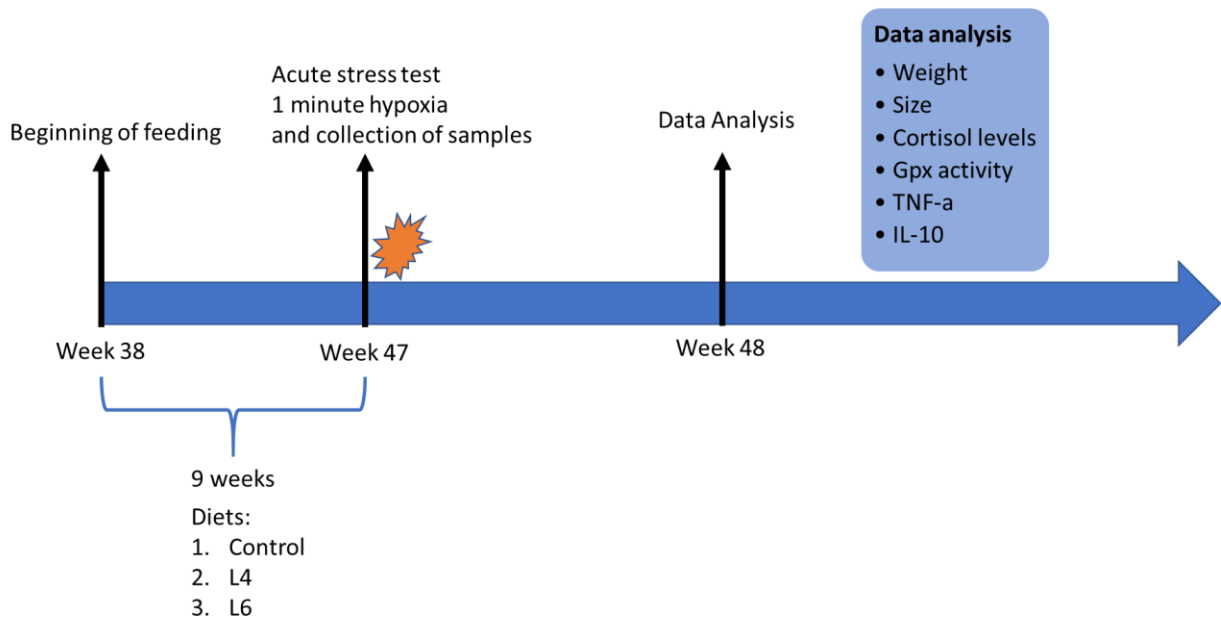 Beginning of feeding
Acute stress test
1 minute hypoxia
and collection of samples
Data Analysis
Data analysis
• Weight
• Size
• Cortisol levels
• Gpx activity
• TNF-a
• IL-10
Week 38
Week 47
Week 48
9 weeks
Diets:
1. Control
2. L4
3. L6